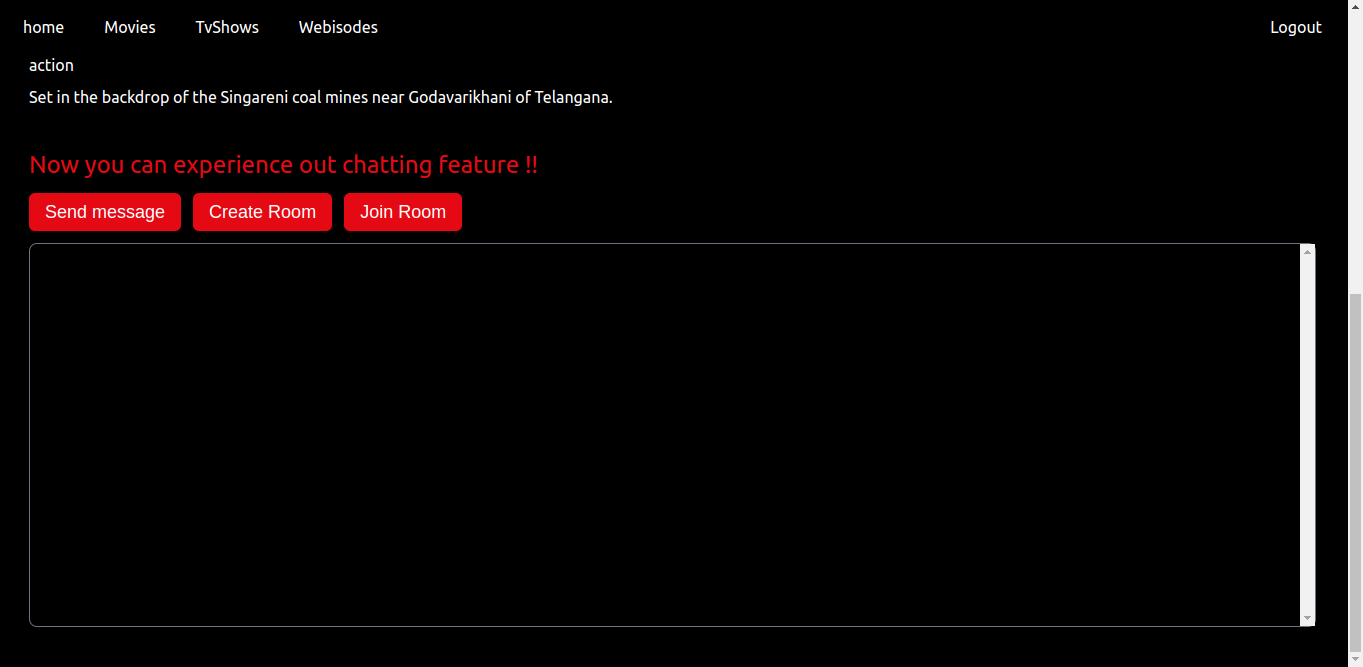 home Movies TvShows Webisodes Logout
action
Set in the backdrop of the Singareni coal mines near Godavarikhani of Telangana.
Now you can experience out chatting feature !!
Send message Create Room Join Room